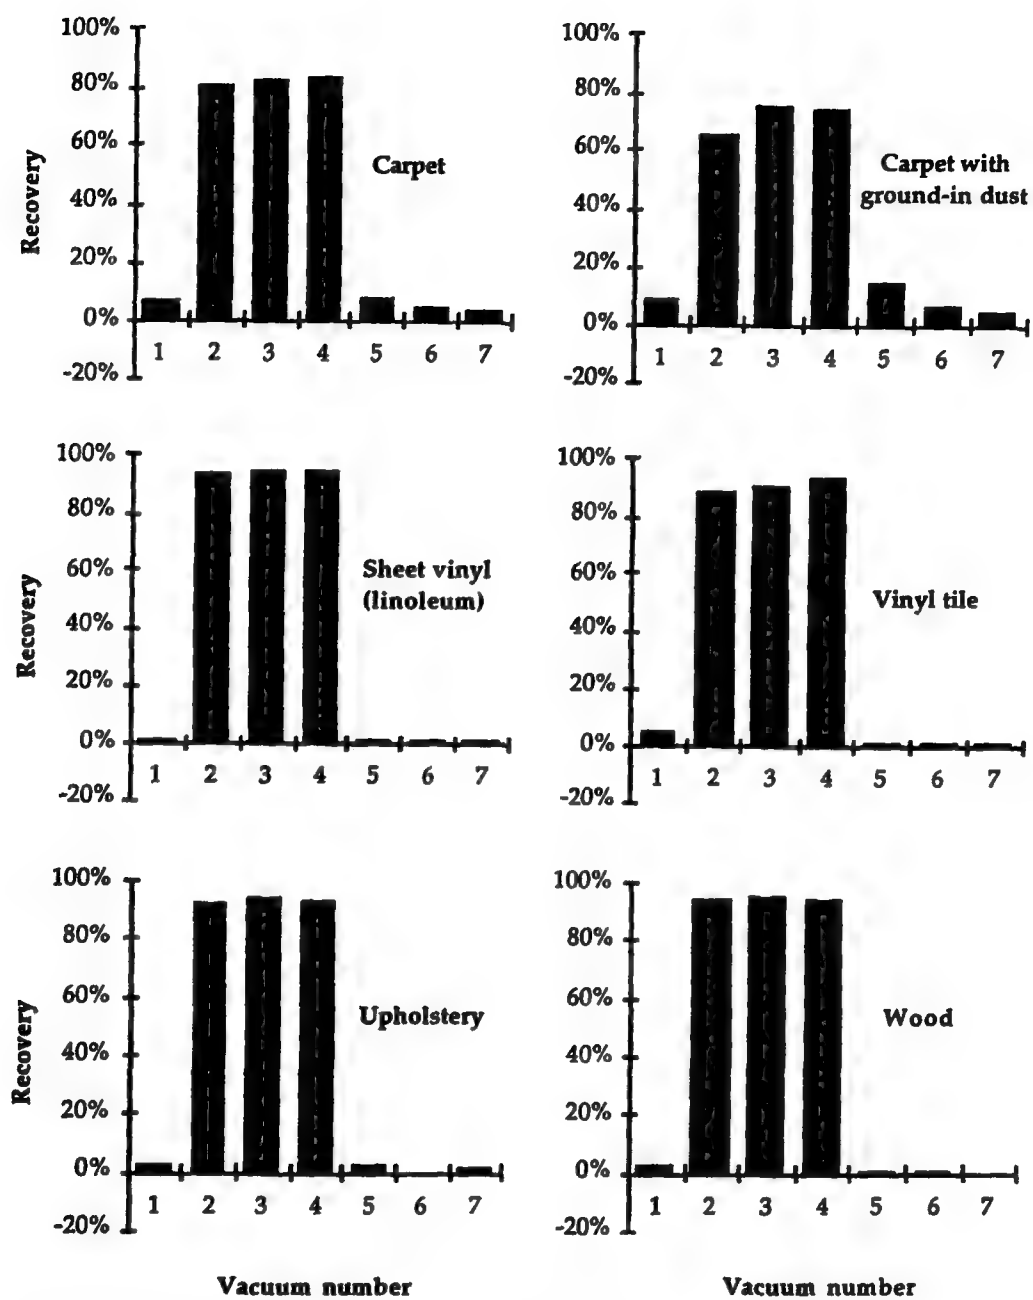 100%
80%
60%
40%
20%
0%
-20%
Recovery
Carpet
1 2 3 4 5 6 7
100%
80%
60%
40%
20%
0%
-20%
Carpet with
ground-in dust
1 2 3 4 5 6 7
100%
80%
60%
40%
20%
0%
-20%
Recovery
Sheet vinyl
(linoleum)
1 2 3 4 5 6 7
100%
80%
60%
40%
20%
0%
-20%
Vinyl tile
1 2 3 4 5 6 7
100%
80%
60%
40%
20%
0%
-20%
Recovery
Upholstery
1 2 3 4 5 6 7
Vacuum number
100%
80%
60%
40%
20%
0%
-20%
Wood
1 2 3 4 5 6 7
Vacuum number